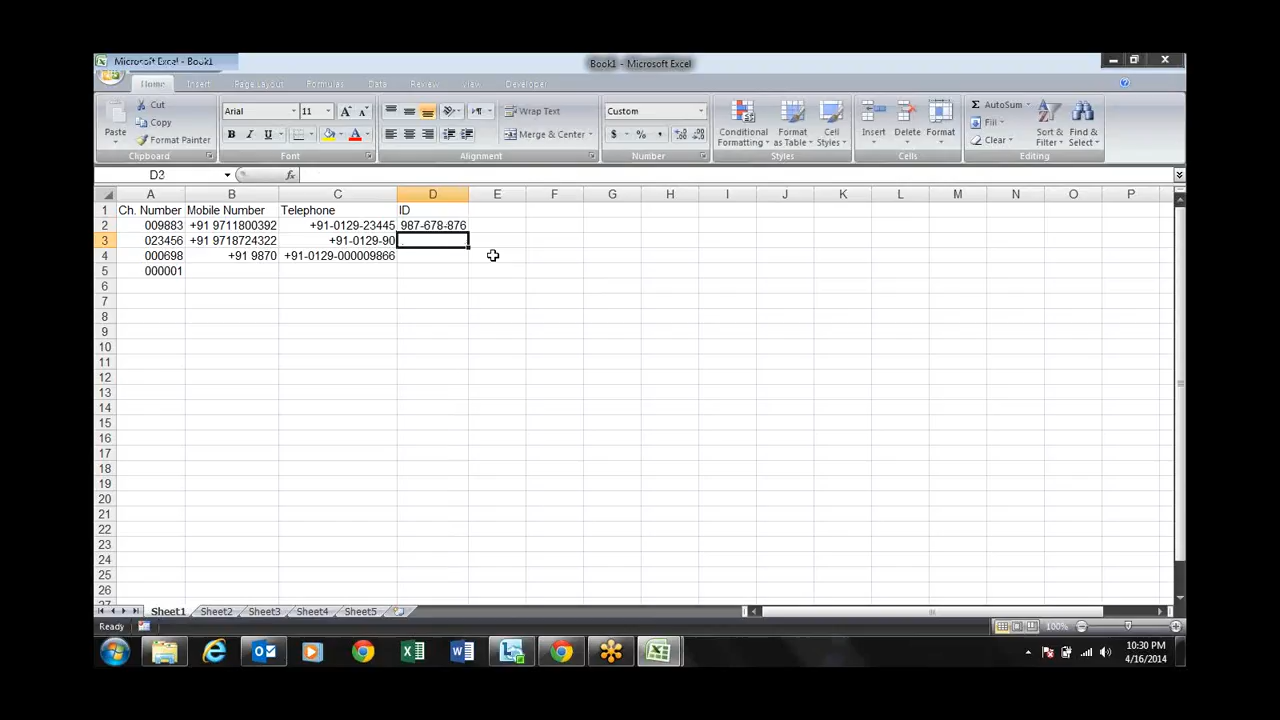 Microsoft Excel - Book1
Book1 - Microsoft Excel
Home Insert Page Layout Formulas Data Review View Developer
Cut
Copy
Format Painter
Paste
Clipboard
Arial 11
B I U
Font
Wrap Text
Merge & Center
Alignment
Custom
$ % ,
Number
Conditional Formatting
Format as Table
Cell Styles
Styles
Insert Delete Format
Cells
AutoSum
Fill
Clear
Sort & Filter
Find & Select
Editing
D3 fx
A B C D E F G H I J K L M N O P
1 Ch. Number Mobile Number Telephone ID
2 009883 +91 9711800392 +91-0129-23445 987-678-876
3 023456 +91 9718724322 +91-0129-90
4 000698 +91 9870 +91-0129-000009866
5 000001
6
7
8
9
10
11
12
13
14
15
16
17
18
19
20
21
22
23
24
25
26
27
Sheet1 Sheet2 Sheet3 Sheet4 Sheet5
Ready 100%
10:30 PM
4/16/2014